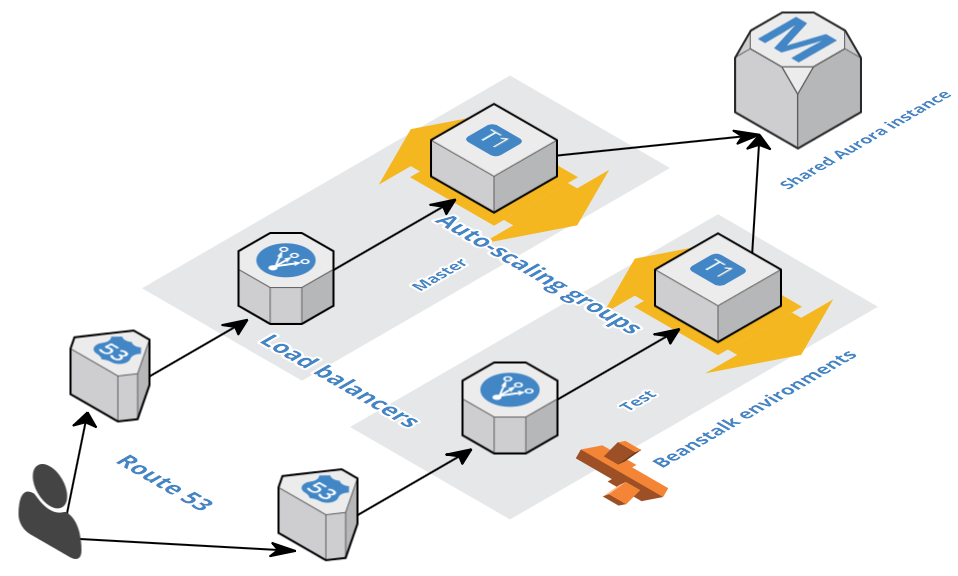 M
Shared Aurora instance
T1
Auto-scaling groups
Master
T1
Load balancers
53
Test
Beanstalk environments
Route 53
53